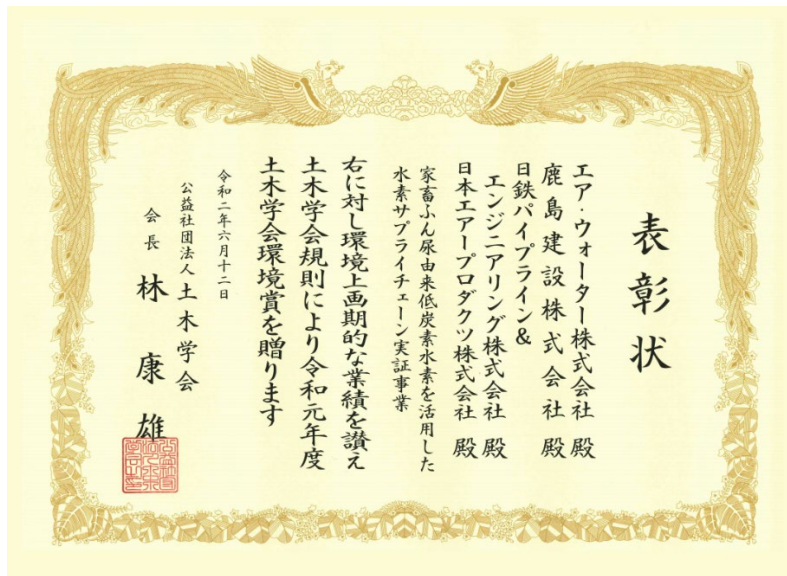 表彰状
エア・ウォーター株式会社 殿
鹿島建設株式会社 殿
日鉄パイプライン&
エンジニアリング株式会社 殿
日本エアープロダクツ株式会社 殿
家畜ふん尿由来低炭素水素を活用した
水素サプライチェーン実証事業
右に対し環境上画期的な業績を讃え
土木学会規則により令和元年度
土木学会環境賞を贈ります
令和二年六月十二日
公益社団法人 土木学会
会長 林 康雄